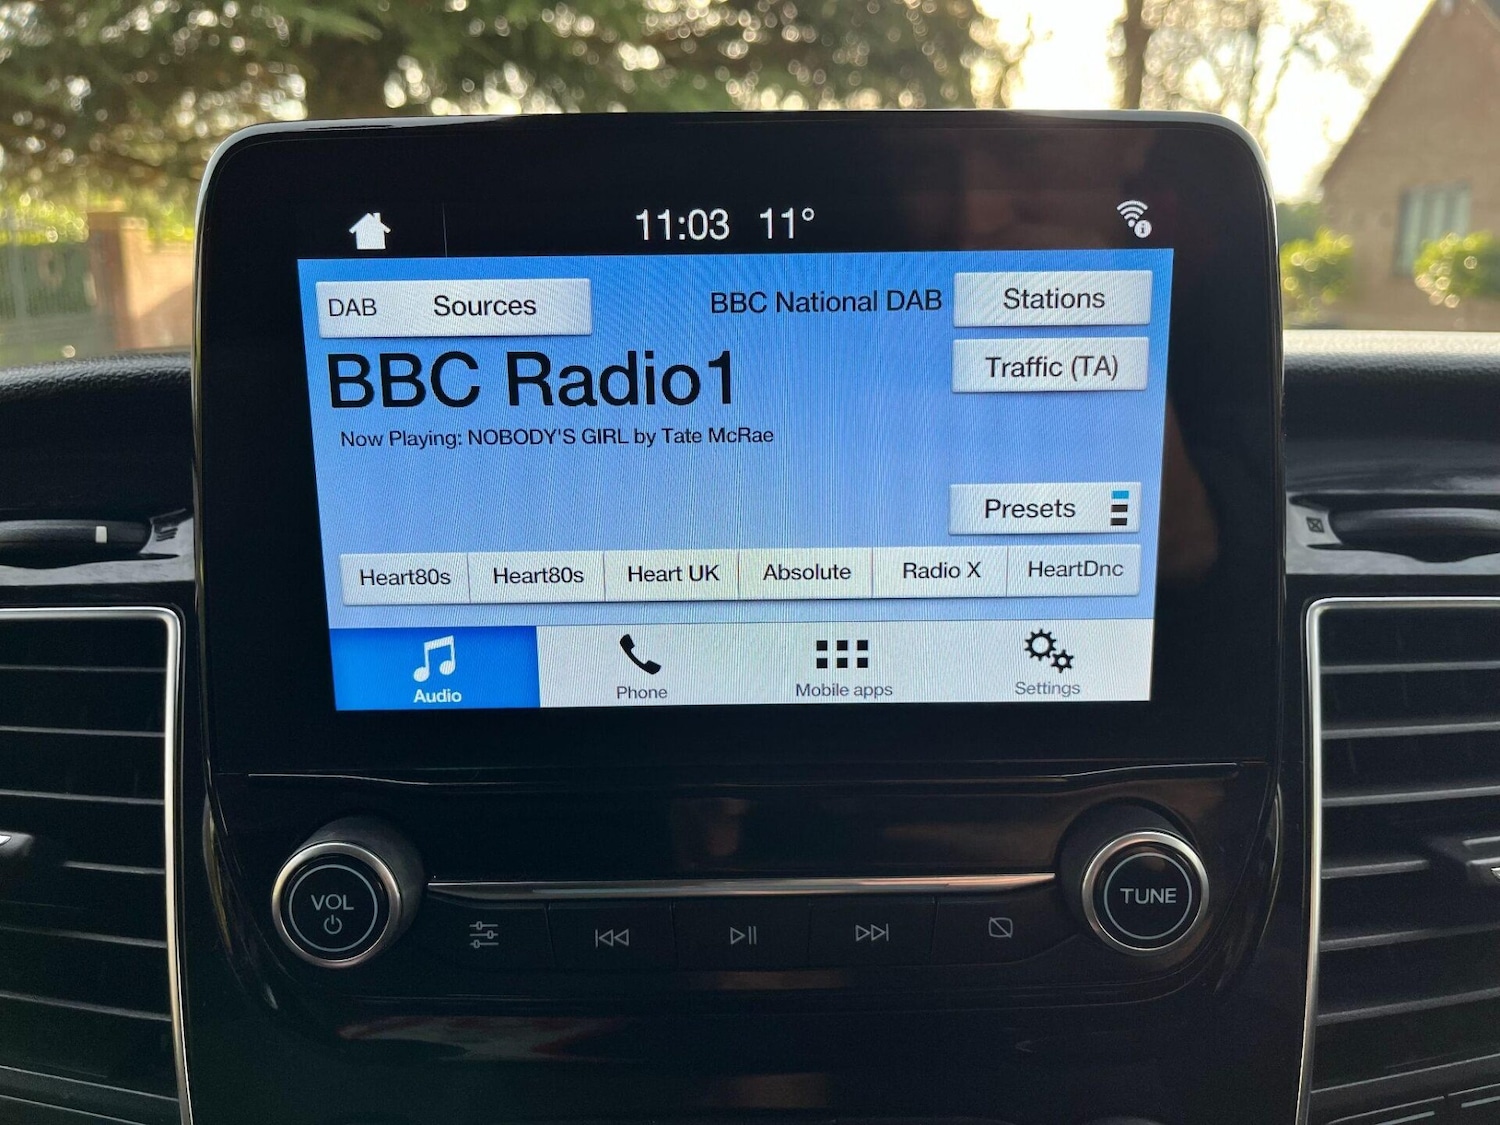 11:03 11°
DAB Sources
BBC National DAB
Stations
BBC Radio1
Traffic (TA)
Now Playing: NOBODY'S GIRL by Tate McRae
Presets
Heart80s Heart80s Heart UK Absolute Radio X HeartDnc
Audio Phone Mobile apps Settings
VOL
TUNE